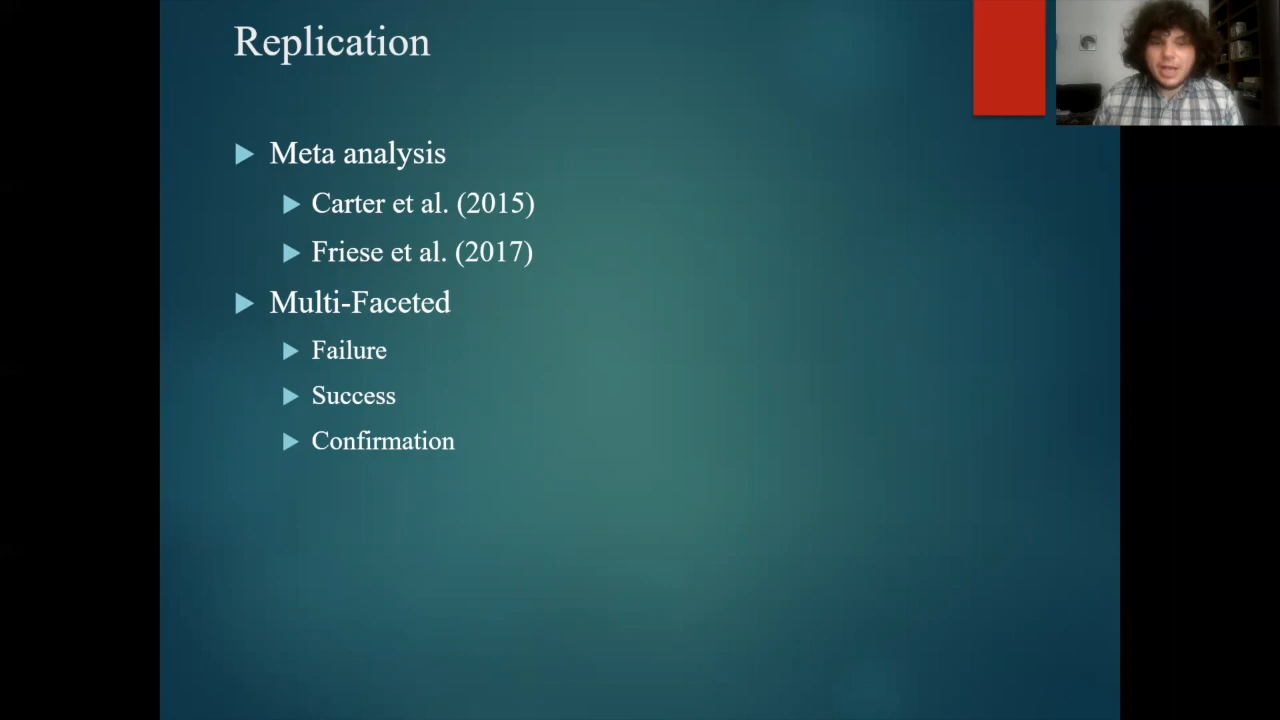 Replication
Meta analysis
Carter et al. (2015)
Friese et al. (2017)
Multi-Faceted
Failure
Success
Confirmation